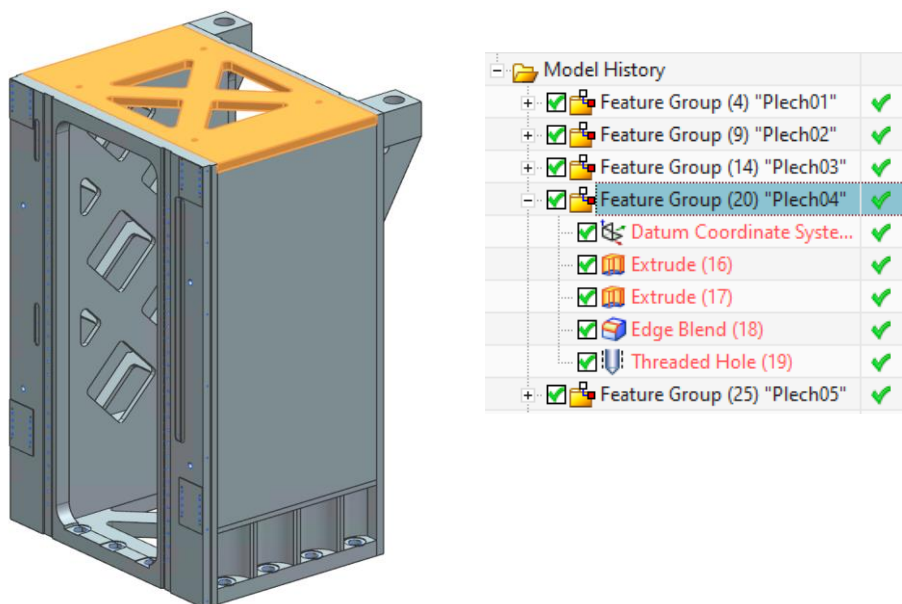 Model History
Feature Group (4) "Plech01"
Feature Group (9) "Plech02"
Feature Group (14) "Plech03"
Feature Group (20) "Plech04"
Datum Coordinate Syste...
Extrude (16)
Extrude (17)
Edge Blend (18)
Threaded Hole (19)
Feature Group (25) "Plech05"